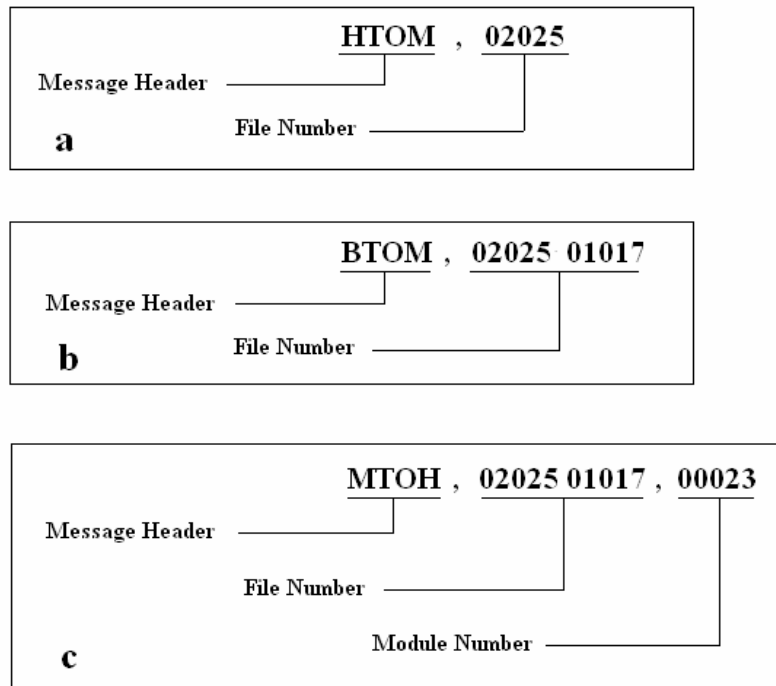 HTOM , 02025
Message Header
File Number
a
BTOM , 02025 01017
Message Header
File Number
b
MTOH , 02025 01017 , 00023
Message Header
File Number
Module Number
c